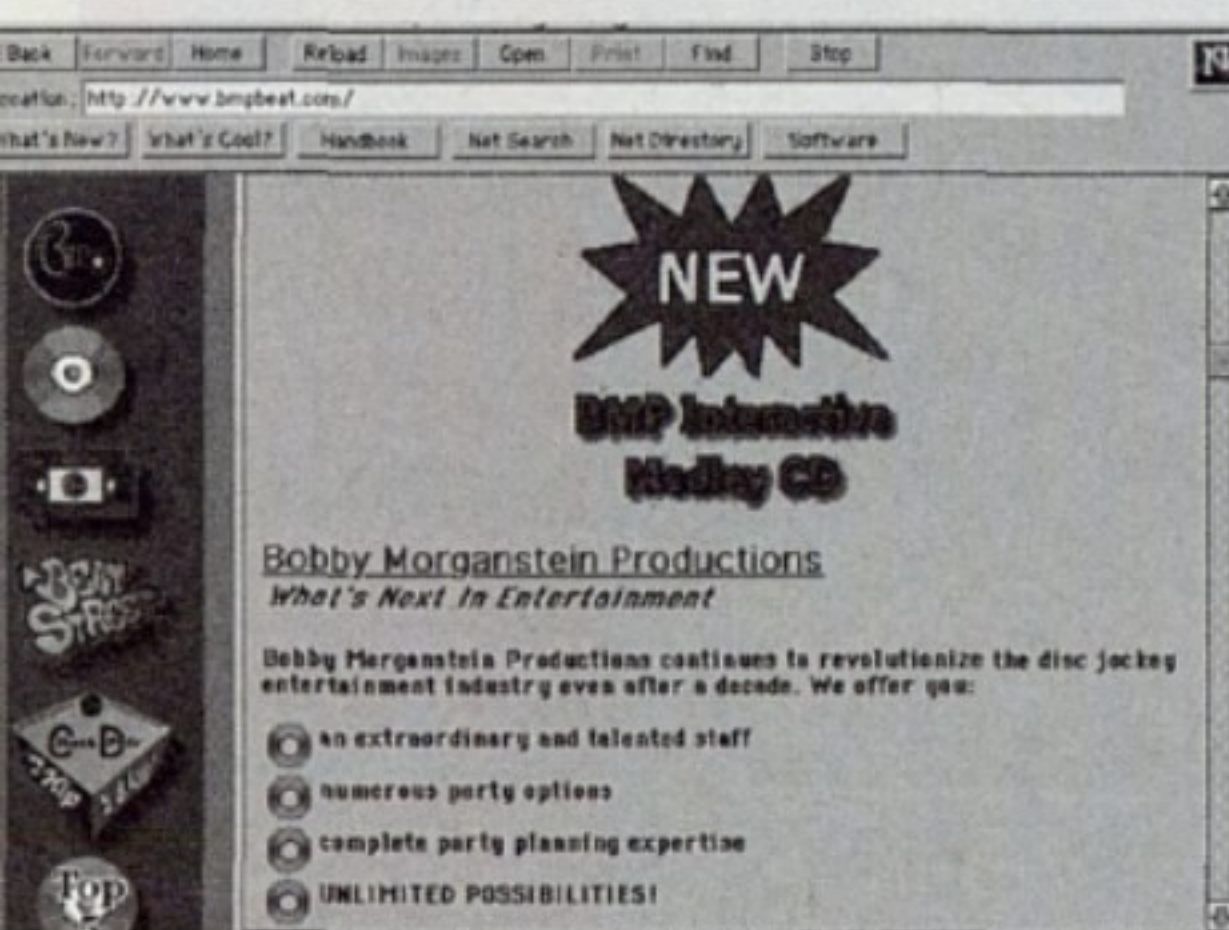 Back Forward Home Reload Images Open Print Find Stop
http://www.bmpbeat.com/
What's Cool? Handbook Net Search Net Directory Software
NEW
BMP Interactive
Medley CD
Bobby Morganstein Productions
What's Next In Entertainment
Bobby Morganstein Productions continues to revolutionize the disc jockey
entertainment industry even after a decade. We offer you:
an extraordinary and talented staff
numerous party options
complete party planning expertise
UNLIMITED POSSIBILITIES!
Top